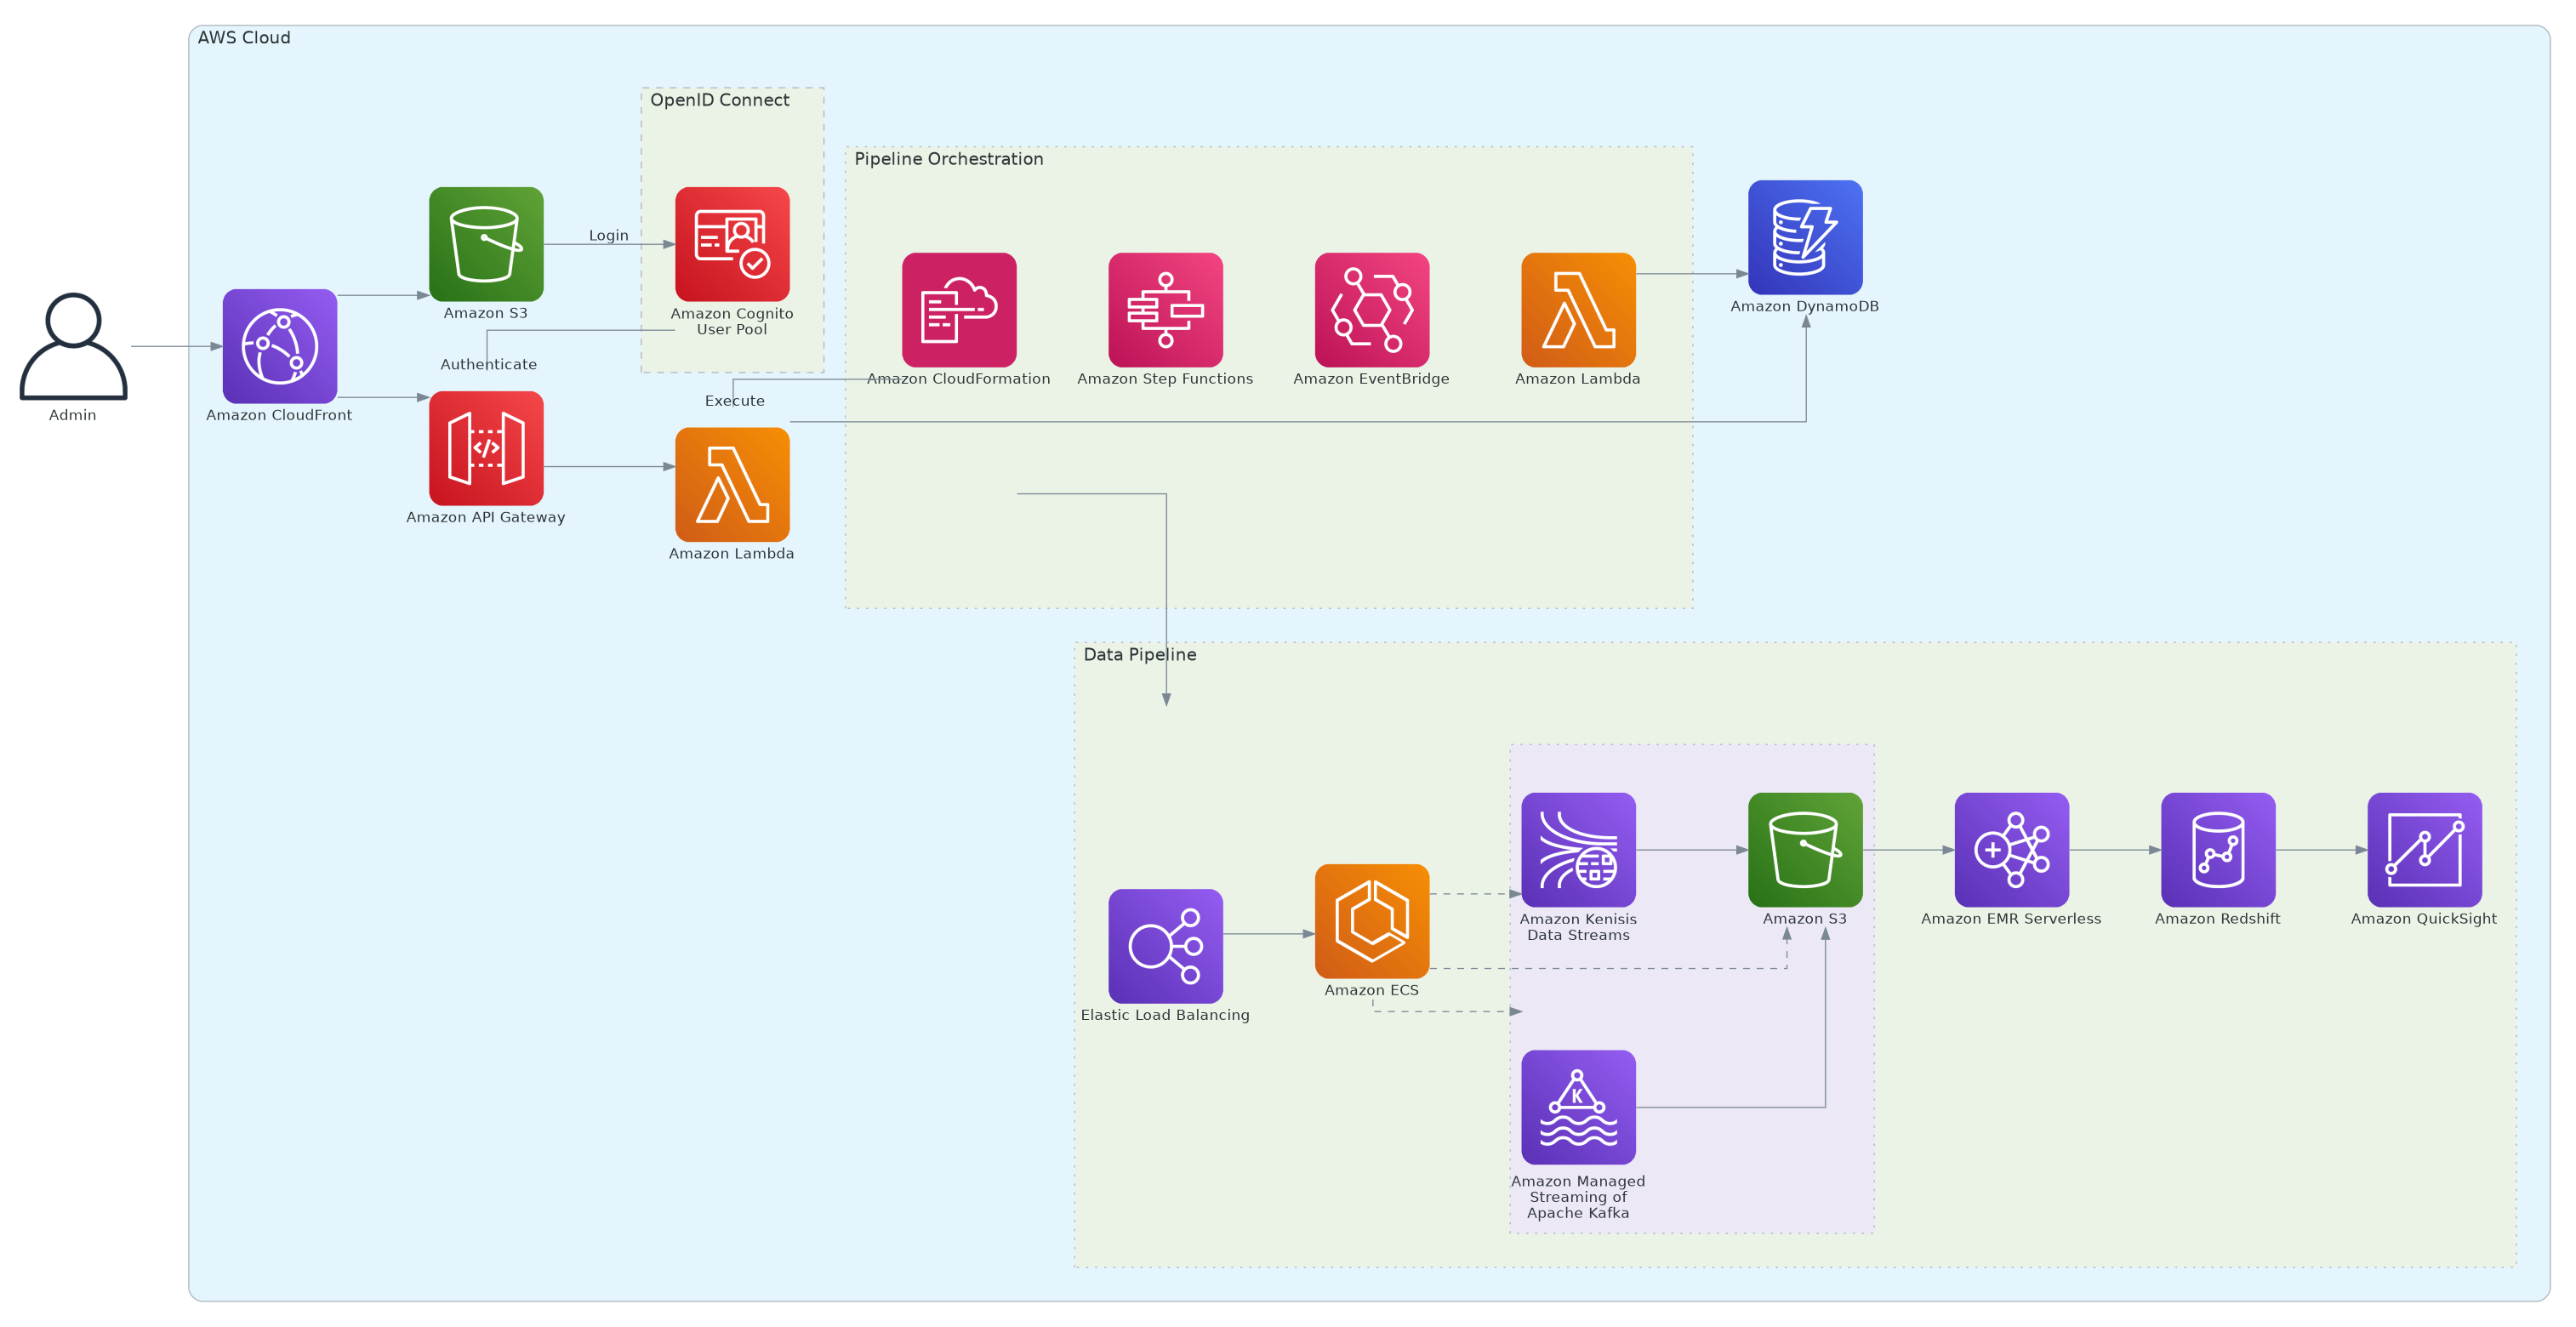 AWS Cloud
OpenID Connect
Pipeline Orchestration
Login
Amazon S3
Amazon Cognito
User Pool
Amazon DynamoDB
Authenticate
Amazon CloudFormation
Amazon Step Functions
Amazon EventBridge
Amazon Lambda
Admin
Amazon CloudFront
Execute
Amazon API Gateway
Amazon Lambda
Data Pipeline
Amazon Kenisis
Data Streams
Amazon S3
Amazon EMR Serverless
Amazon Redshift
Amazon QuickSight
Amazon ECS
Elastic Load Balancing
K
Amazon Managed
Streaming of
Apache Kafka